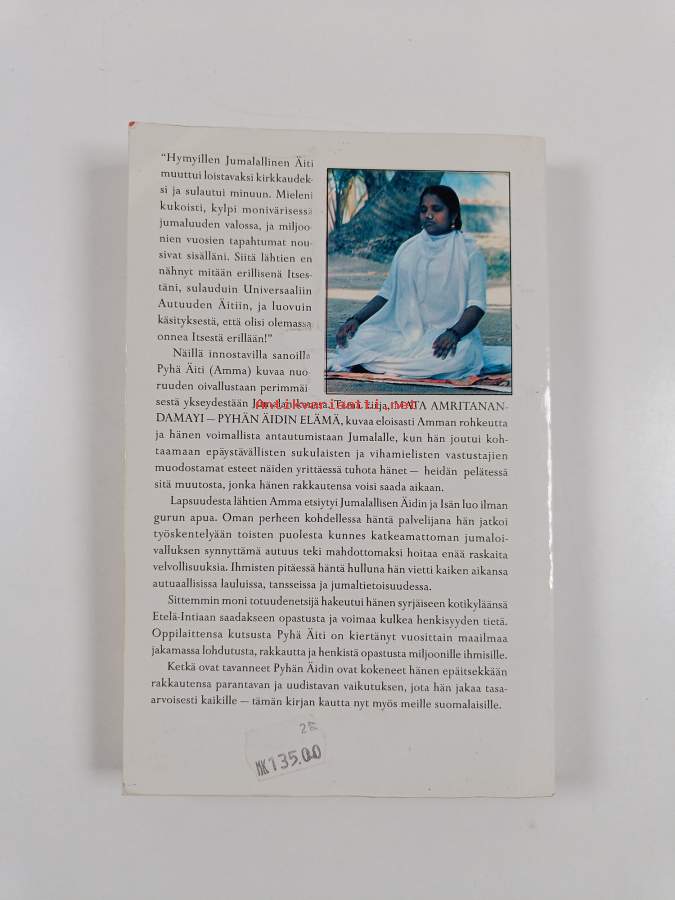 “Hymyillen Jumalallinen Äiti
muuttui loistavaksi kirkkaudek-
si ja sulautui minuun. Mieleni
kukoisti, kylpi monivärisessä
jumaluuden valossa, ja miljoo-
nien vuosien tapahtumat nou-
sivat sisälläni. Siitä lähtien en
nähnyt mitään erillisenä Itses-
täni, sulauduin Universaaliin
Autuuden Äitiin, ja luovuin
käsityksestä, että olisi olemassa
onnea Itsestä erillään!”
Näillä innostavilla sanoilla
Pyhä Äiti (Amma) kuvaa nuo-
ruuden oivallustaan perimmäi
sestä ykseydestään Jumalan kanssa. Tämä kirja, MATA AMRITANAN-
Antikvariaatti.net
DAMAYI – PYHÄN ÄIDIN ELÄMÄ, kuvaa eloisasti Amman rohkeutta
ja hänen voimallista antautumistaan Jumalalle, kun hän joutui koh-
taamaan epäystävällisten sukulaisten ja vihamielisten vastustajien
muodostamat esteet näiden yrittäessä tuhota hänet – heidän pelätessä
sitä muutosta, jonka hänen rakkautensa voisi saada aikaan.
Lapsuudesta lähtien Amma etsiytyi Jumalallisen Äidin ja Isän luo ilman
gurun apua. Oman perheen kohdellessa häntä palvelijana hän jatkoi
työskentelyään toisten puolesta kunnes katkeamattoman jumaloi-
valluksen synnyttämä autuus teki mahdottomaksi hoitaa enää raskaita
velvollisuuksia. Ihmisten pitäessä häntä hulluna hän vietti kaiken aikansa
autuaallisissa lauluissa, tansseissa ja jumaltietoisuudessa.
Sittemmin moni totuudenetsijä hakeutui hänen syrjäiseen kotikyläänsä
Etelä-Intiaan saadakseen opastusta ja voimaa kulkea henkisyyden tietä.
Oppilaittensa kutsusta Pyhä Äiti on kiertänyt vuosittain maailmaa
jakamassa lohdutusta, rakkautta ja henkistä opastusta miljoonille ihmisille.
Ketkä ovat tavanneet Pyhän Äidin ovat kokeneet hänen epäitsekkään
rakkautensa parantavan ja uudistavan vaikutuksen, jota hän jakaa tasa-
arvoisesti kaikille – tämän kirjan kautta nyt myös meille suomalaisille.
MK135.00